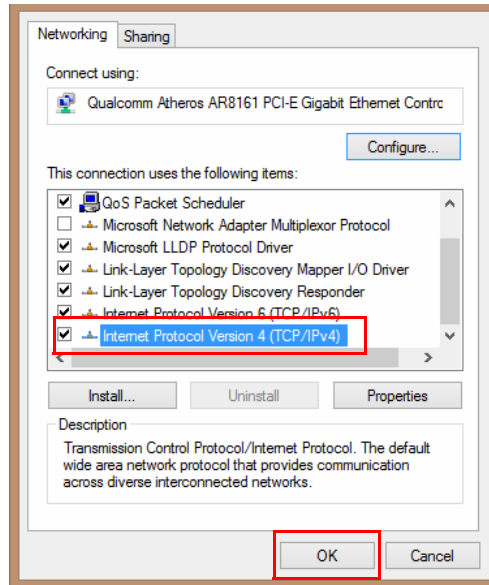 Networking Sharing
Connect using:
Qualcomm Atheros AR8161 PCI-E Gigabit Ethernet Contrc
Configure...
This connection uses the following items:
QoS Packet Scheduler
Microsoft Network Adapter Multiplexor Protocol
Microsoft LLDP Protocol Driver
Link-Layer Topology Discovery Mapper I/O Driver
Link-Layer Topology Discovery Responder
Internet Protocol Version 6 (TCP/IPv6)
Internet Protocol Version 4 (TCP/IPv4)
Install... Uninstall Properties
Description
Transmission Control Protocol/Internet Protocol. The default
wide area network protocol that provides communication
across diverse interconnected networks.
OK Cancel